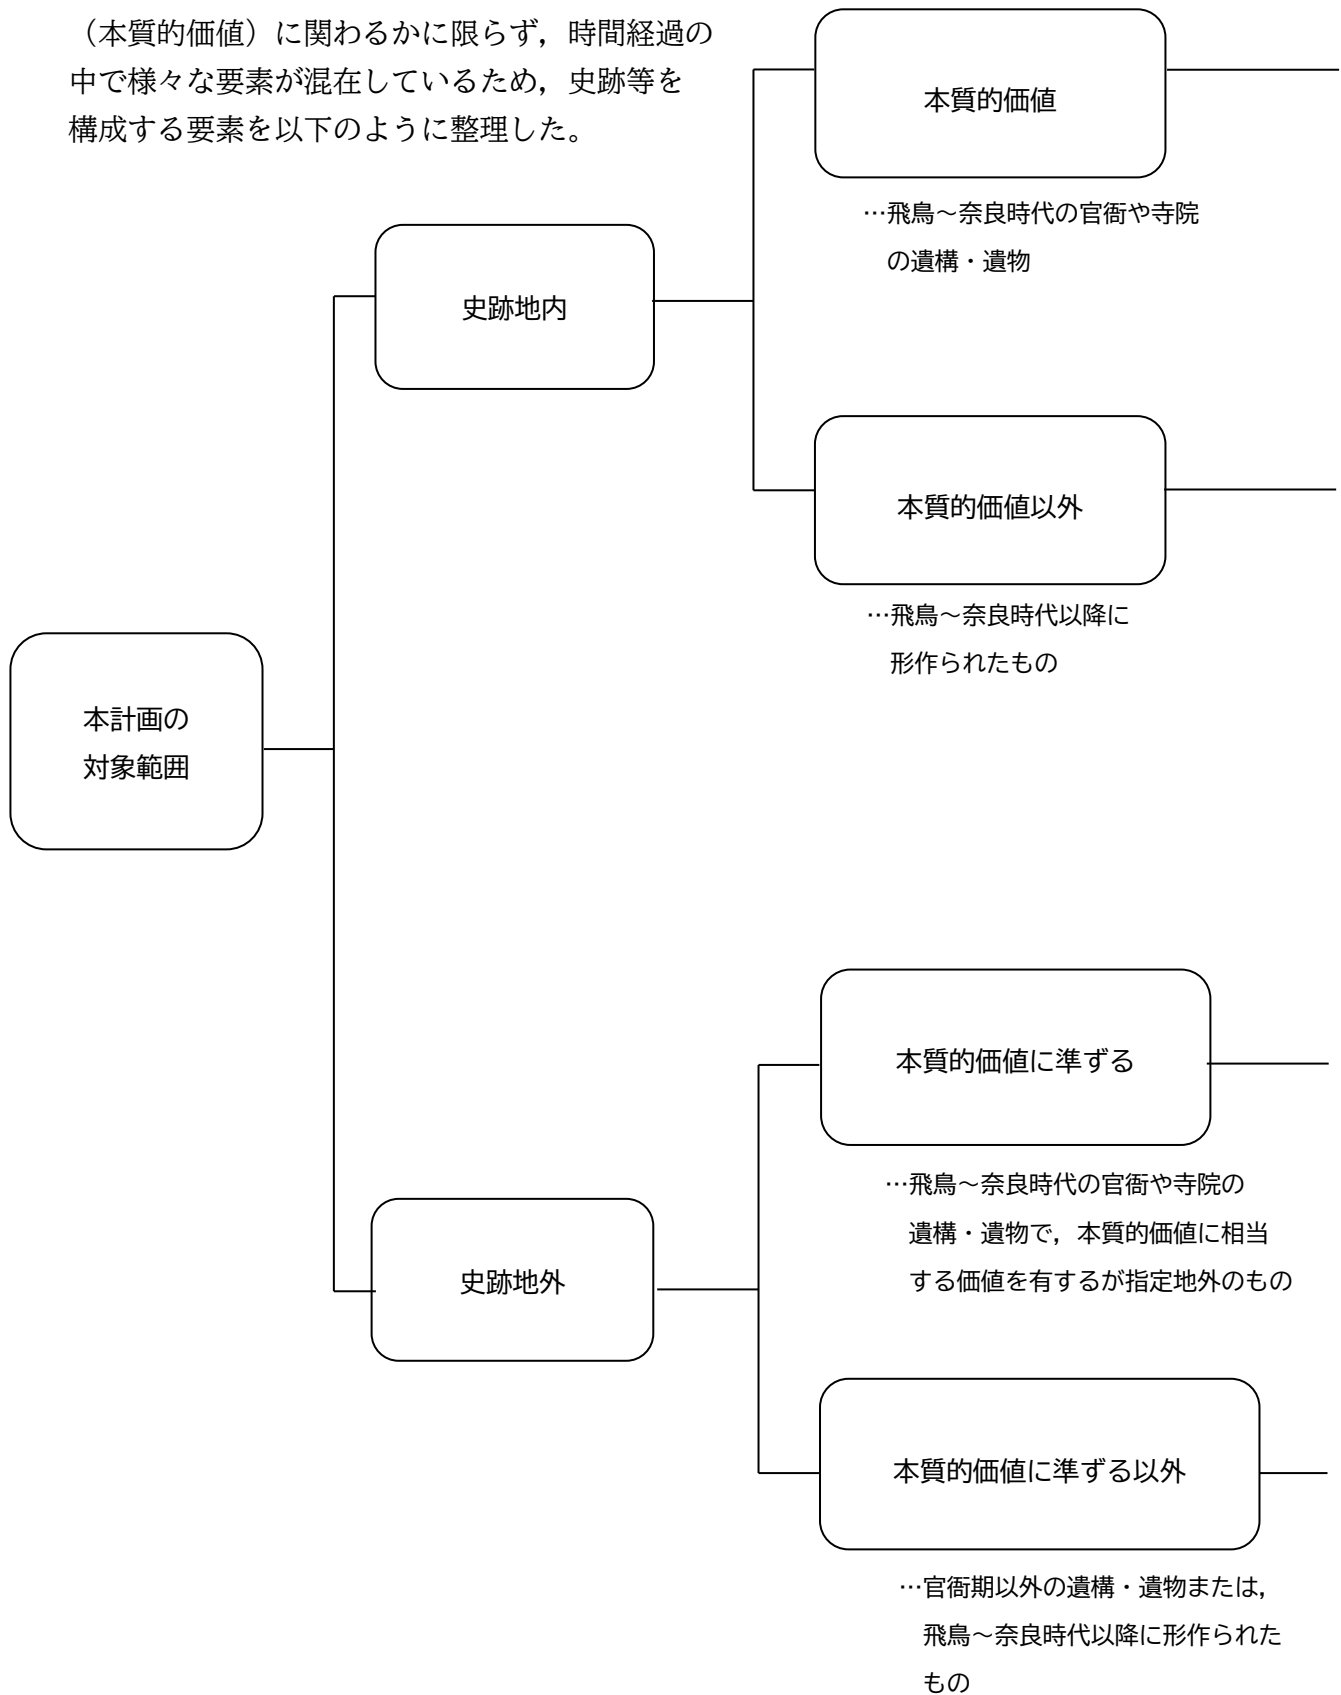 （本質的価値）に関わるかに限らず，時間経過の
中で様々な要素が混在しているため，史跡等を
構成する要素を以下のように整理した。
本計画の
対象範囲
史跡地内
本質的価値
…飛鳥～奈良時代の官衙や寺院
の遺構・遺物
本質的価値以外
…飛鳥～奈良時代以降に
形作られたもの
史跡地外
本質的価値に準ずる
…飛鳥～奈良時代の官衙や寺院の
遺構・遺物で，本質的価値に相当
する価値を有するが指定地外のもの
本質的価値に準ずる以外
…官衙期以外の遺構・遺物または，
飛鳥～奈良時代以降に形作られた
もの